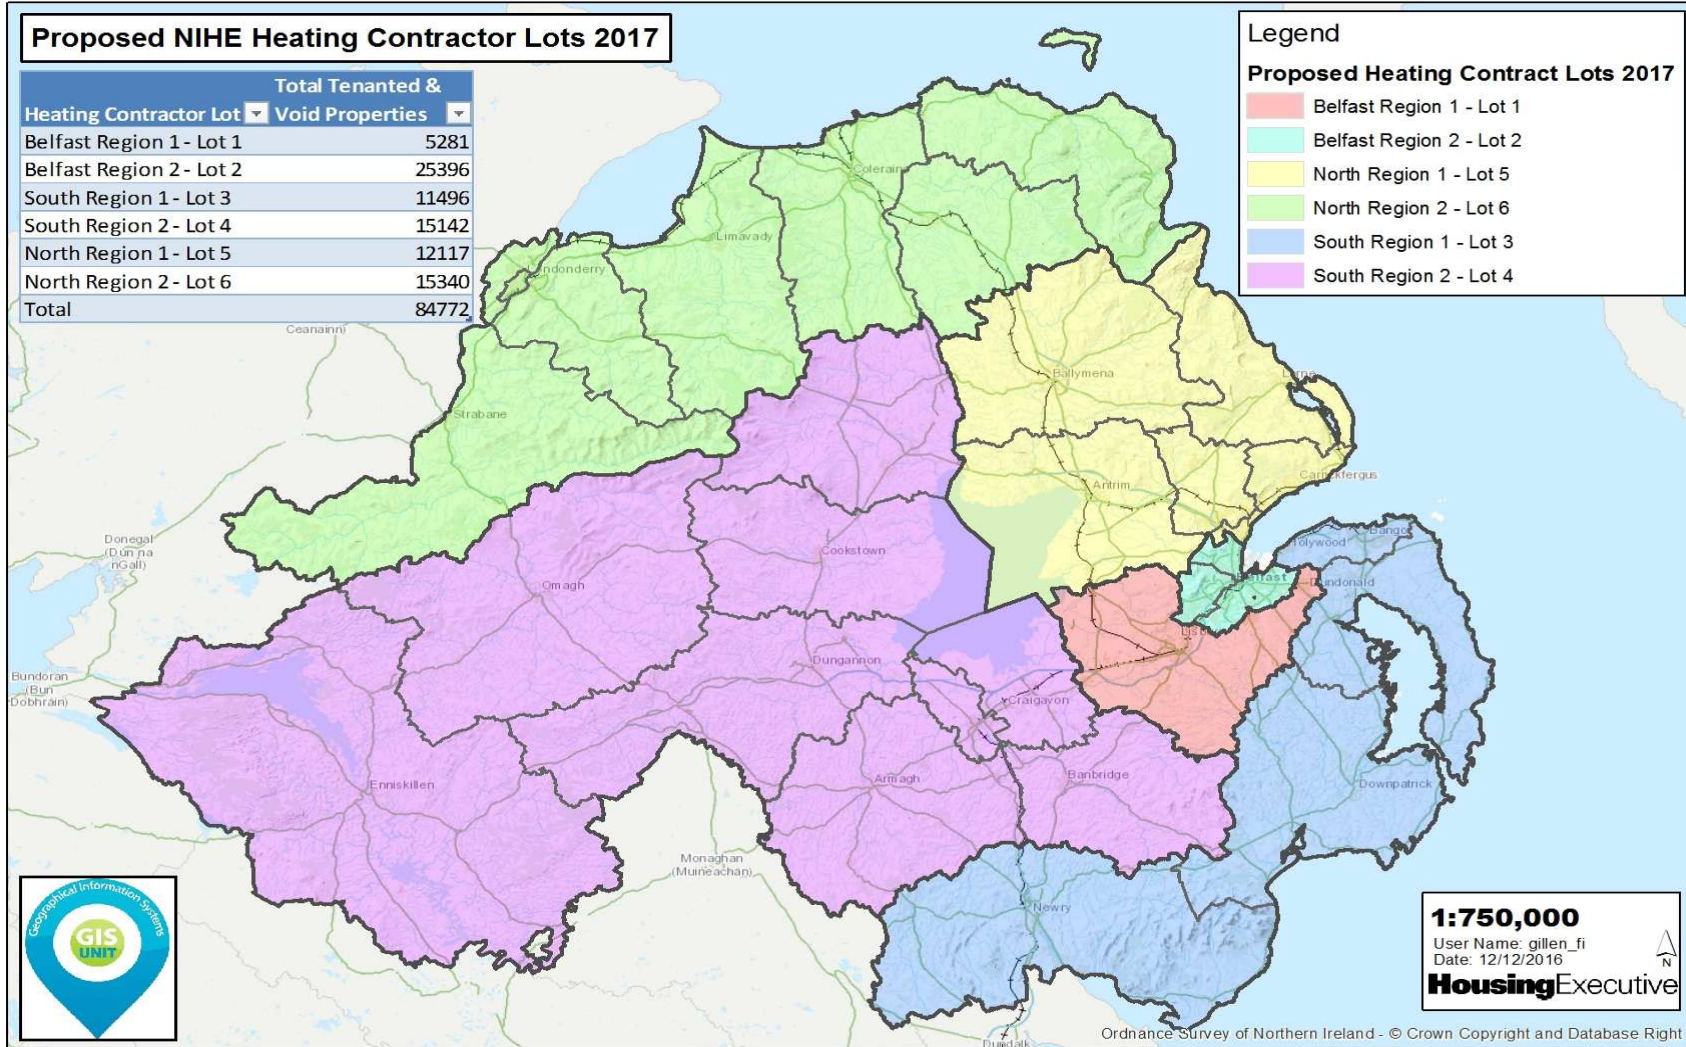 Proposed NIHE Heating Contractor Lots 2017
Total Tenanted &
Heating Contractor Lot Void Properties
Belfast Region 1 - Lot 1 5281
Belfast Region 2 - Lot 2 25396
South Region 1 - Lot 3 11496
South Region 2 - Lot 4 15142
North Region 1 - Lot 5 12117
North Region 2 - Lot 6 15340
Total 84772
Legend
Proposed Heating Contract Lots 2017
Belfast Region 1 - Lot 1
Belfast Region 2 - Lot 2
North Region 1 - Lot 5
North Region 2 - Lot 6
South Region 1 - Lot 3
South Region 2 - Lot 4
Coleraine
Limavady
Londonderry
Ceanainn)
Strabane
Ballymena
Larne
Carrickfergus
Antrim
Donegal
(Dún na
nGall)
Cookstown
Omagh
Holywood
Bangor
Belfast
Dundonald
Lisburn
Dungannon
Bundoran
(Bun
Dobhrain)
Craigavon
Enniskillen
Armagh
Banbridge
Downpatrick
Monaghan
(Muineachán)
Newry
Dundalk
Geographical Information Systems
GIS
UNIT
1:750,000
User Name: gillen_fi
Date: 12/12/2016
N
HousingExecutive
Ordnance Survey of Northern Ireland - © Crown Copyright and Database Right